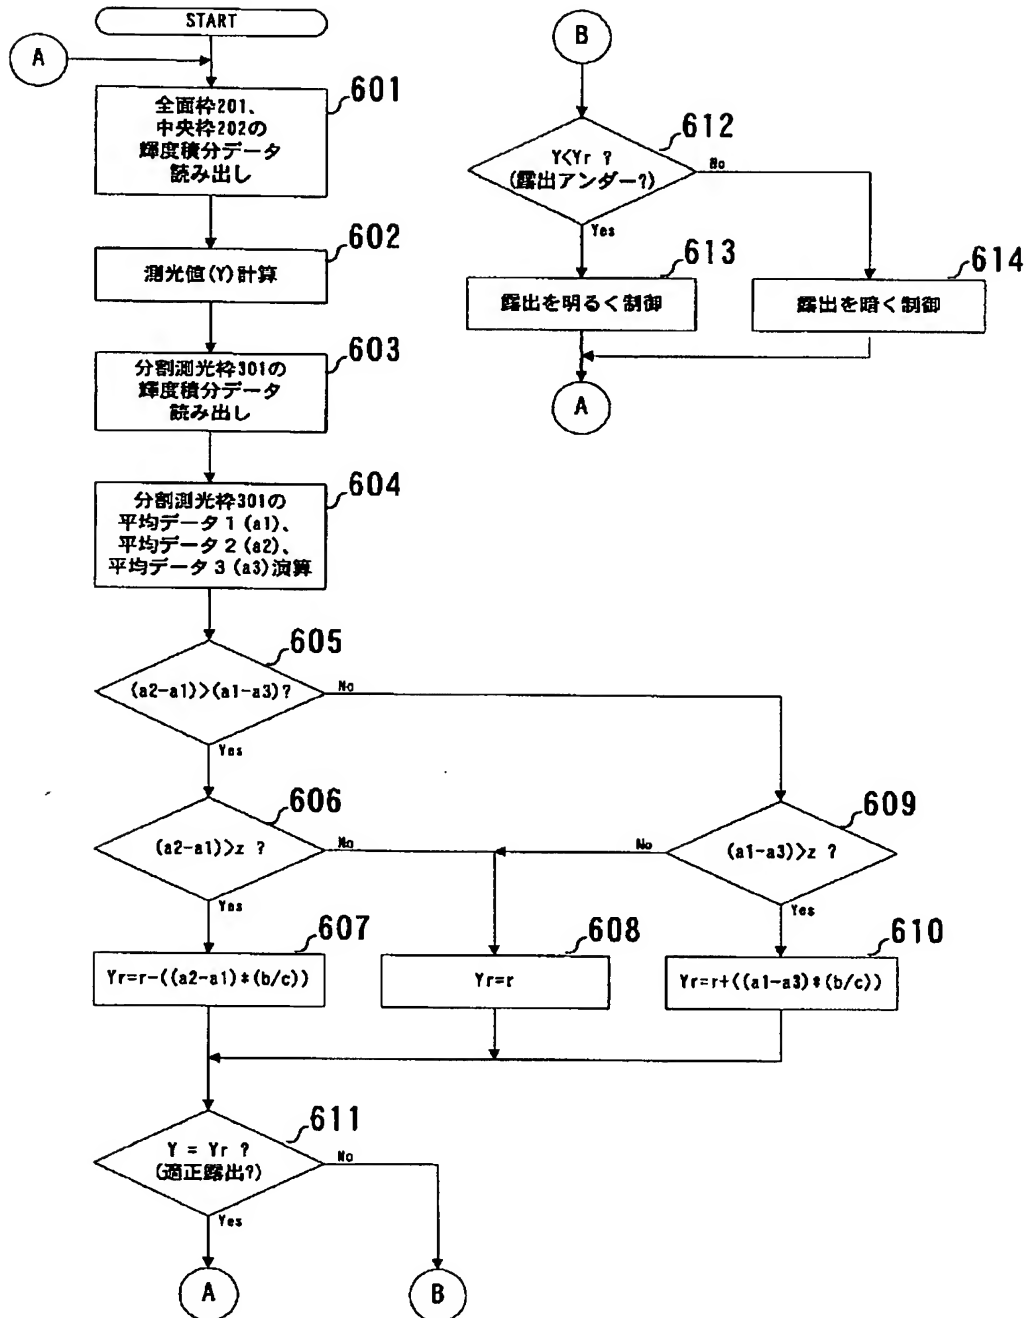 START
A
601
全面枠201、
中央枠202の
輝度積分データ
読み出し
602
測光値(Y)計算
603
分割測光枠301の
輝度積分データ
読み出し
604
分割測光枠301の
平均データ1(a1)、
平均データ2(a2)、
平均データ3(a3)演算
605
(a2-a1)>(a1-a3)?
No
Yes
606
(a2-a1)>z ?
No
Yes
609
(a1-a3)>z ?
No
Yes
607
Yr=r-((a2-a1)*(b/c))
608
Yr=r
610
Yr=r+((a1-a3)*(b/c))
611
Y = Yr ?
(適正露出?)
No
Yes
A
B
B
612
Y<Yr ?
(露出アンダー?)
No
Yes
613
露出を明るく制御
614
露出を暗く制御
A